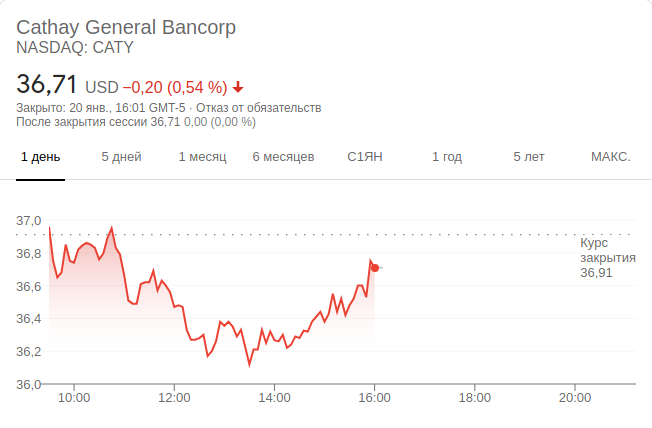 Cathay General Bancorp
NASDAQ: CATY
36,71 USD −0,20 (0,54 %)
Закрыто: 20 янв., 16:01 GMT-5 · Отказ от обязательств
После закрытия сессии 36,71 0,00 (0,00 %)
1 день 5 дней 1 месяц 6 месяцев С1ЯН 1 год 5 лет МАКС.
37,0
36,8
36,6
36,4
36,2
36,0
Курс
закрытия
36,91
10:00 12:00 14:00 16:00 18:00 20:00